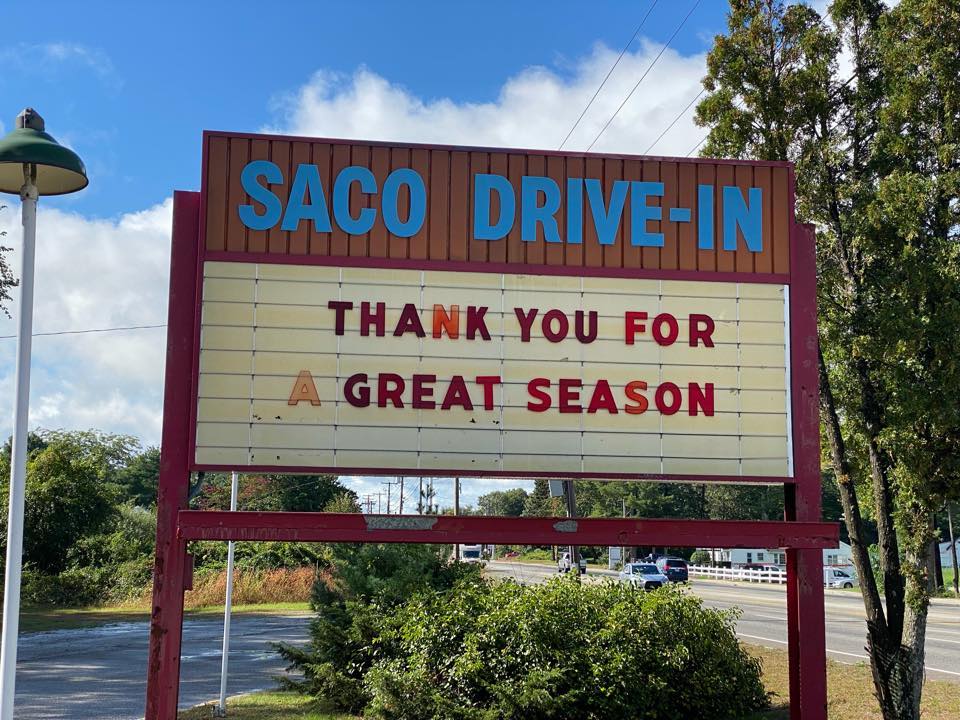 SACO DRIVE-IN
THANK YOU FOR
A GREAT SEASON